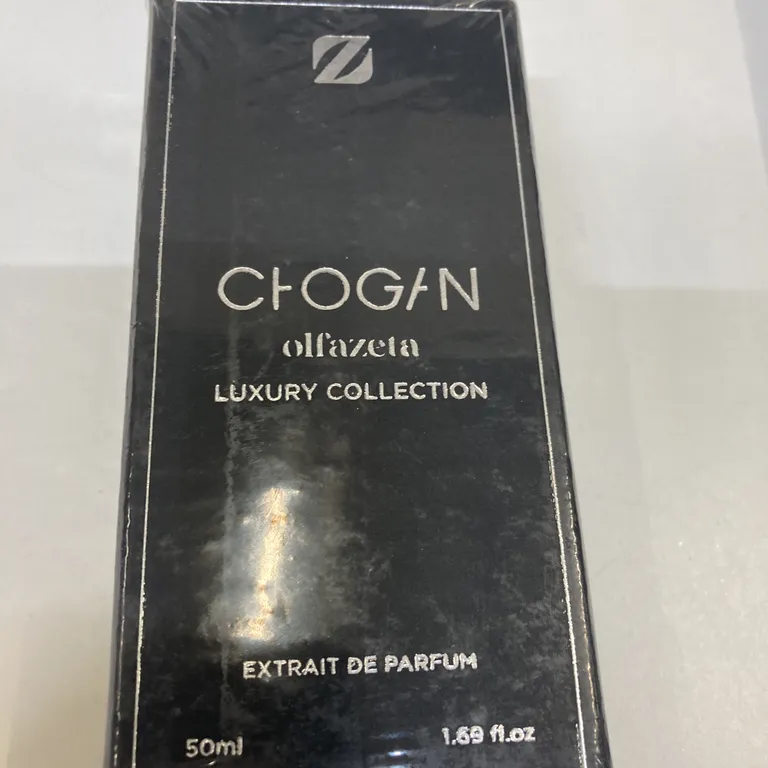 Z
CHOGAN
olfazeta
LUXURY COLLECTION
EXTRAIT DE PARFUM
50ml 1.69 fl.oz